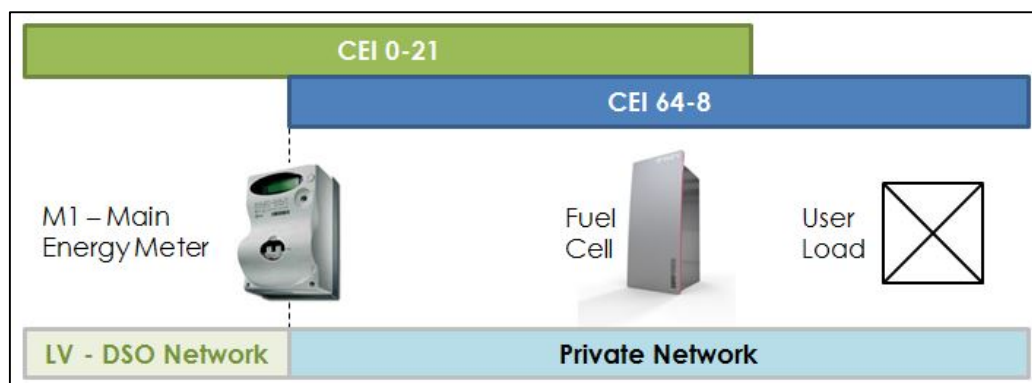 CEI 0-21
CEI 64-8
M1 – Main
Energy Meter
Fuel
Cell
User
Load
LV - DSO Network
Private Network